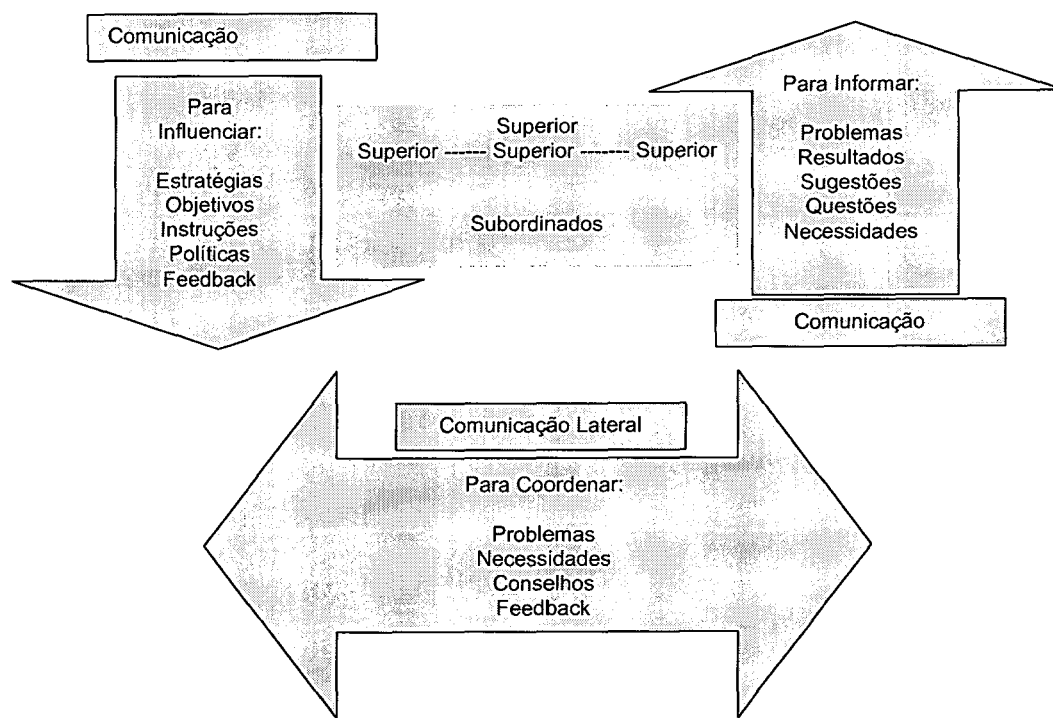 Comunicação
Para
Influenciar:
Estratégias
Objetivos
Instruções
Políticas
Feedback
Superior
Superior ------ Superior ------- Superior
Subordinados
Para Informar:
Problemas
Resultados
Sugestões
Questões
Necessidades
Comunicação
Comunicação Lateral
Para Coordenar:
Problemas
Necessidades
Conselhos
Feedback